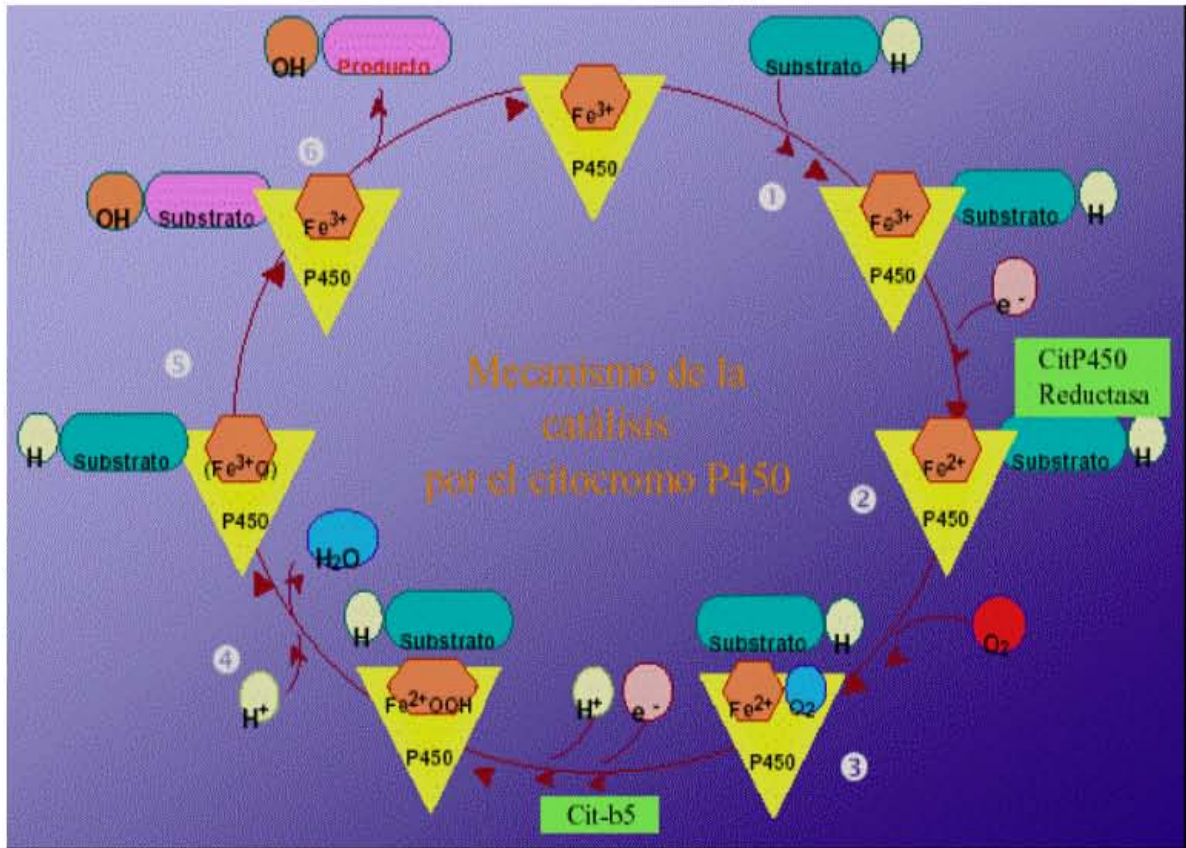 OH Producto
Substrato H
Fe3+
P450
6
OH Substrato
Fe3+
P450
1
Fe3+
Substrato
H
P450
e -
CitP450
Reductasa
Mecanismo de la
catálisis
por el citocromo P450
5
H Substrato
(Fe3+O)
P450
Fe2+
Substrato
H
P450
2
H2O
4
H+
H
Substrato
Fe2+OOH
P450
H+
e -
Cit-b5
Substrato
H
Fe2+
O2
P450
3
O2